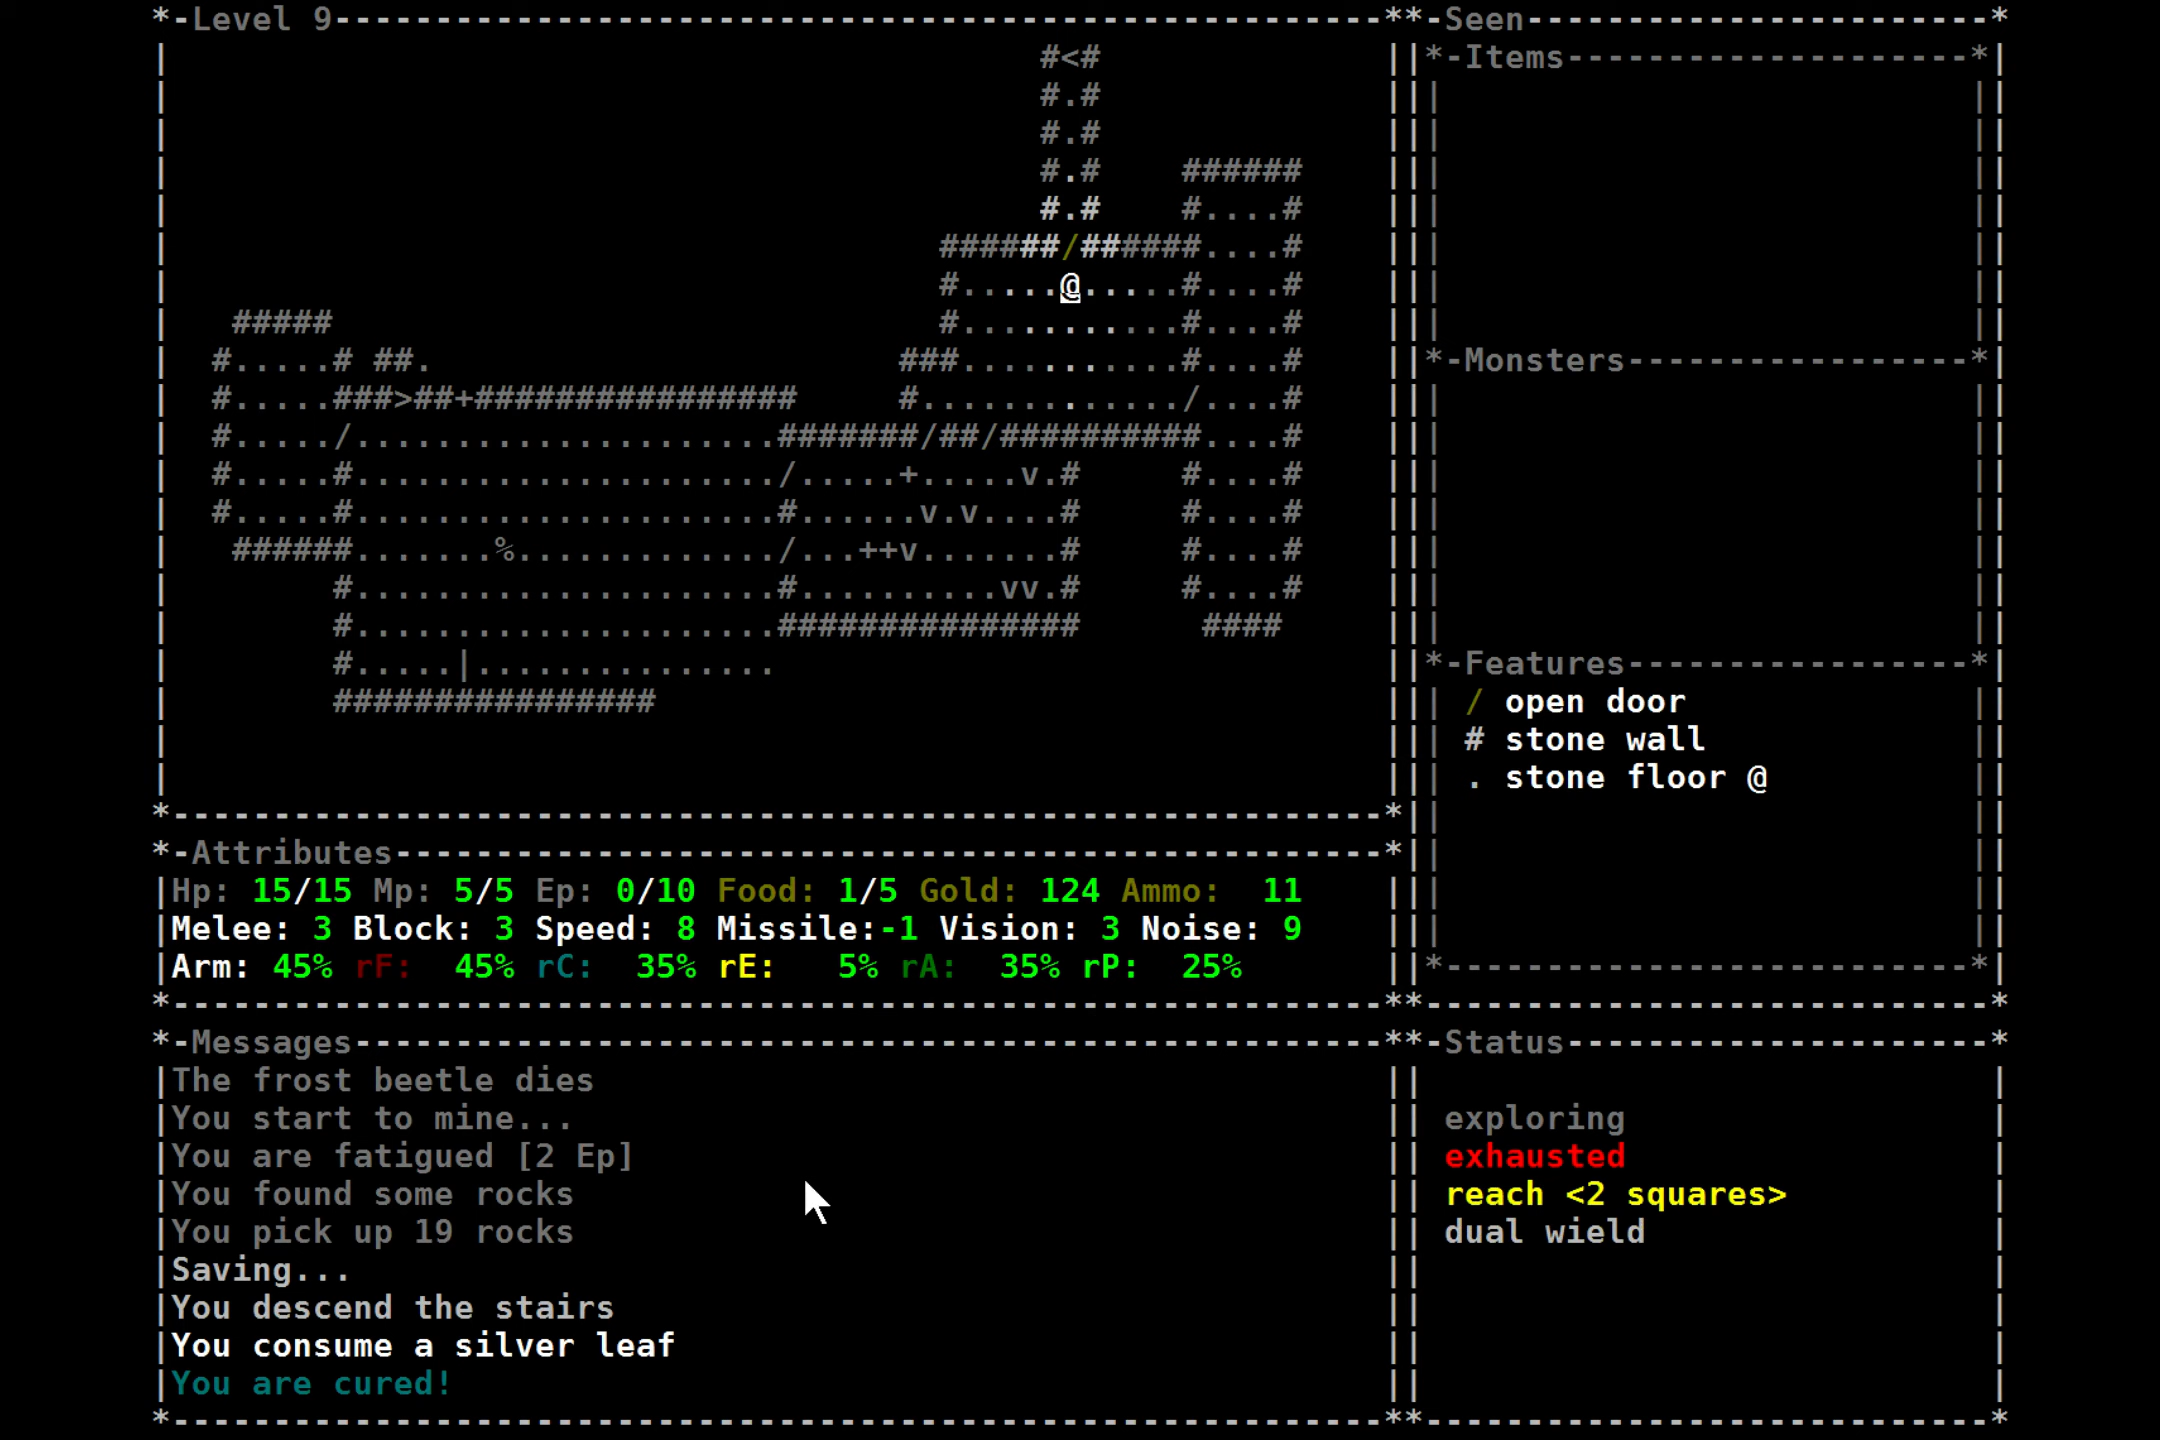 *-Level 9----------------------------------------------------**-Seen-----------------------*
|                                           #<#              ||*-Items--------------------*|
|                                           #.#              |||                          ||
|                                           #.#              |||                          ||
|                                           #.#    ######    |||                          ||
|                                           #.#    #....#    |||                          ||
|                                      ######/######....#    |||                          ||
|                                      #.....@.....#....#    |||                          ||
|   #####                              #...........#....#    |||                          ||
|  #.....# ##.                       ###...........#....#    ||*-Monsters-----------------*|
|  #.....###>##+################     #............./....#    |||                          ||
|  #...../.....................#######/##/##########....#    |||                          ||
|  #.....#...................../.....+.....v.#     #....#    |||                          ||
|  #.....#.....................#......v.v....#     #....#    |||                          ||
|   ######.......%............./...++v.......#     #....#    |||                          ||
|        #.....................#..........vv.#     #....#    |||                          ||
|        #.....................###############      ####     |||                          ||
|        #.....|...............                              ||*-Features-----------------*|
|        ################                                    ||| / open door              ||
|                                                            ||| # stone wall             ||
|                                                            ||| . stone floor @          ||
*------------------------------------------------------------*||                          ||
*-Attributes-------------------------------------------------*||                          ||
|Hp: 15/15 Mp: 5/5 Ep: 0/10 Food: 1/5 Gold: 124 Ammo:  11    |||                          ||
|Melee: 3 Block: 3 Speed: 8 Missile:-1 Vision: 3 Noise: 9    |||                          ||
|Arm: 45% rF:  45% rC:  35% rE:   5% rA:  35% rP:  25%       ||*---------------------------*|
*------------------------------------------------------------**----------------------------*
*-Messages---------------------------------------------------**-Status---------------------*
|The frost beetle dies                                       ||                            |
|You start to mine...                                        || exploring                  |
|You are fatigued [2 Ep]                                     || exhausted                  |
|You found some rocks                                        || reach <2 squares>          |
|You pick up 19 rocks                                        || dual wield                 |
|Saving...                                                   ||                            |
|You descend the stairs                                      ||                            |
|You consume a silver leaf                                   ||                            |
|You are cured!                                              ||                            |
*------------------------------------------------------------**----------------------------*